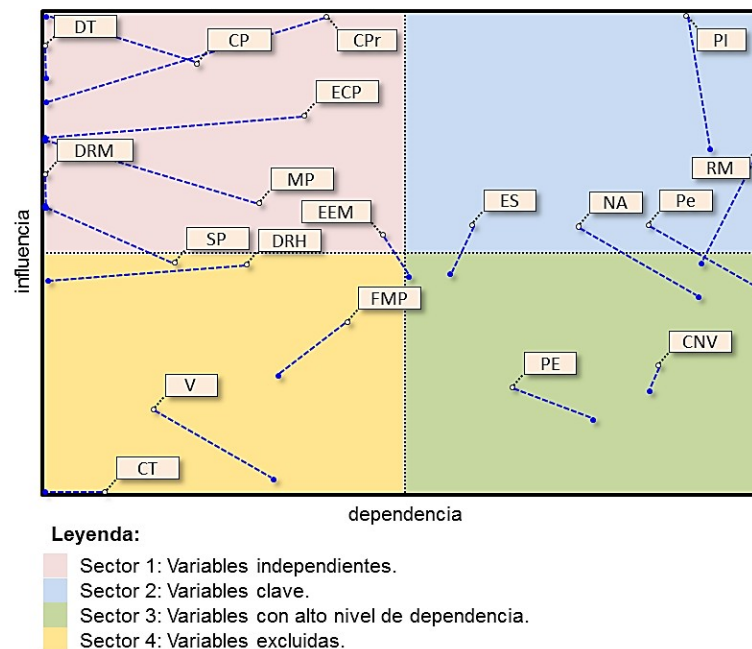 DT
CP
CPr
PI
ECP
DRM
RM
MP
ES
NA
Pe
EEM
SP
DRH
influencia
FMP
CNV
PE
V
CT
dependencia
Leyenda:
Sector 1: Variables independientes.
Sector 2: Variables clave.
Sector 3: Variables con alto nivel de dependencia.
Sector 4: Variables excluidas.